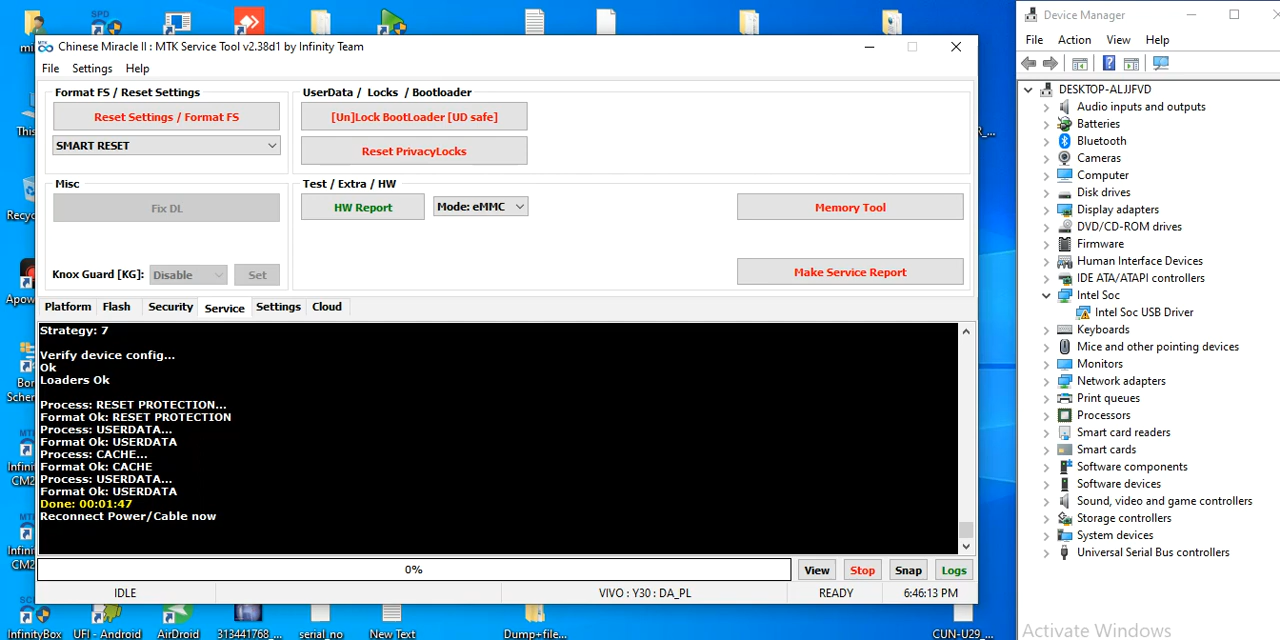 SPD
Chinese Miracle II : MTK Service Tool v2.38d1 by Infinity Team
File Settings Help
Format FS / Reset Settings
Reset Settings / Format FS
SMART RESET
UserData / Locks / Bootloader
[Un]Lock BootLoader [UD safe]
Reset PrivacyLocks
Misc
Fix DL
Knox Guard [KG]: Disable Set
Test / Extra / HW
HW Report Mode: eMMC
Memory Tool
Make Service Report
Platform Flash Security Service Settings Cloud
Strategy: 7
Verify device config...
Ok
Loaders Ok
Process: RESET PROTECTION...
Format Ok: RESET PROTECTION
Process: USERDATA...
Format Ok: USERDATA
Process: CACHE...
Format Ok: CACHE
Process: USERDATA...
Format Ok: USERDATA
Done: 00:01:47
Reconnect Power/Cable now
0% View Stop Snap Logs
IDLE VIVO : Y30 : DA_PL READY 6:46:13 PM
InfinityBox UFI - Android AirDroid 313441768_... serial_no New Text Dump+file... CUN-U29_...
Device Manager
File Action View Help
DESKTOP-ALJJFVD
Audio inputs and outputs
Batteries
Bluetooth
Cameras
Computer
Disk drives
Display adapters
DVD/CD-ROM drives
Firmware
Human Interface Devices
IDE ATA/ATAPI controllers
Intel Soc
Intel Soc USB Driver
Keyboards
Mice and other pointing devices
Monitors
Network adapters
Print queues
Processors
Smart card readers
Smart cards
Software components
Software devices
Sound, video and game controllers
Storage controllers
System devices
Universal Serial Bus controllers
Activate Windows